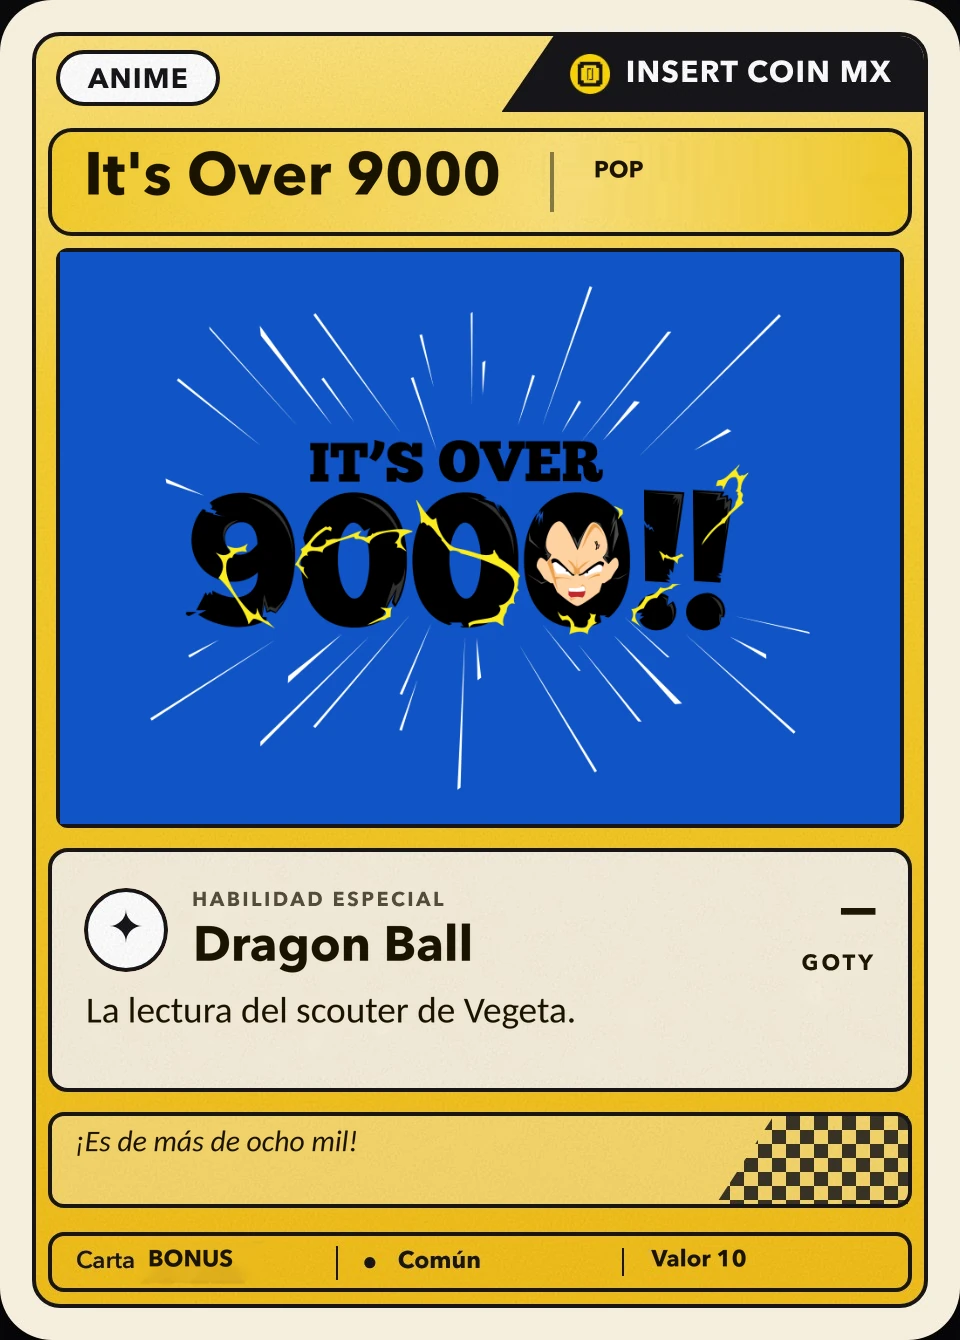 ANIME
INSERT COIN MX
It's Over 9000
POP
IT'S OVER
9000!!
HABILIDAD ESPECIAL
Dragon Ball
—
GOTY
La lectura del scouter de Vegeta.
¡Es de más de ocho mil!
Carta BONUS
• Común
Valor 10